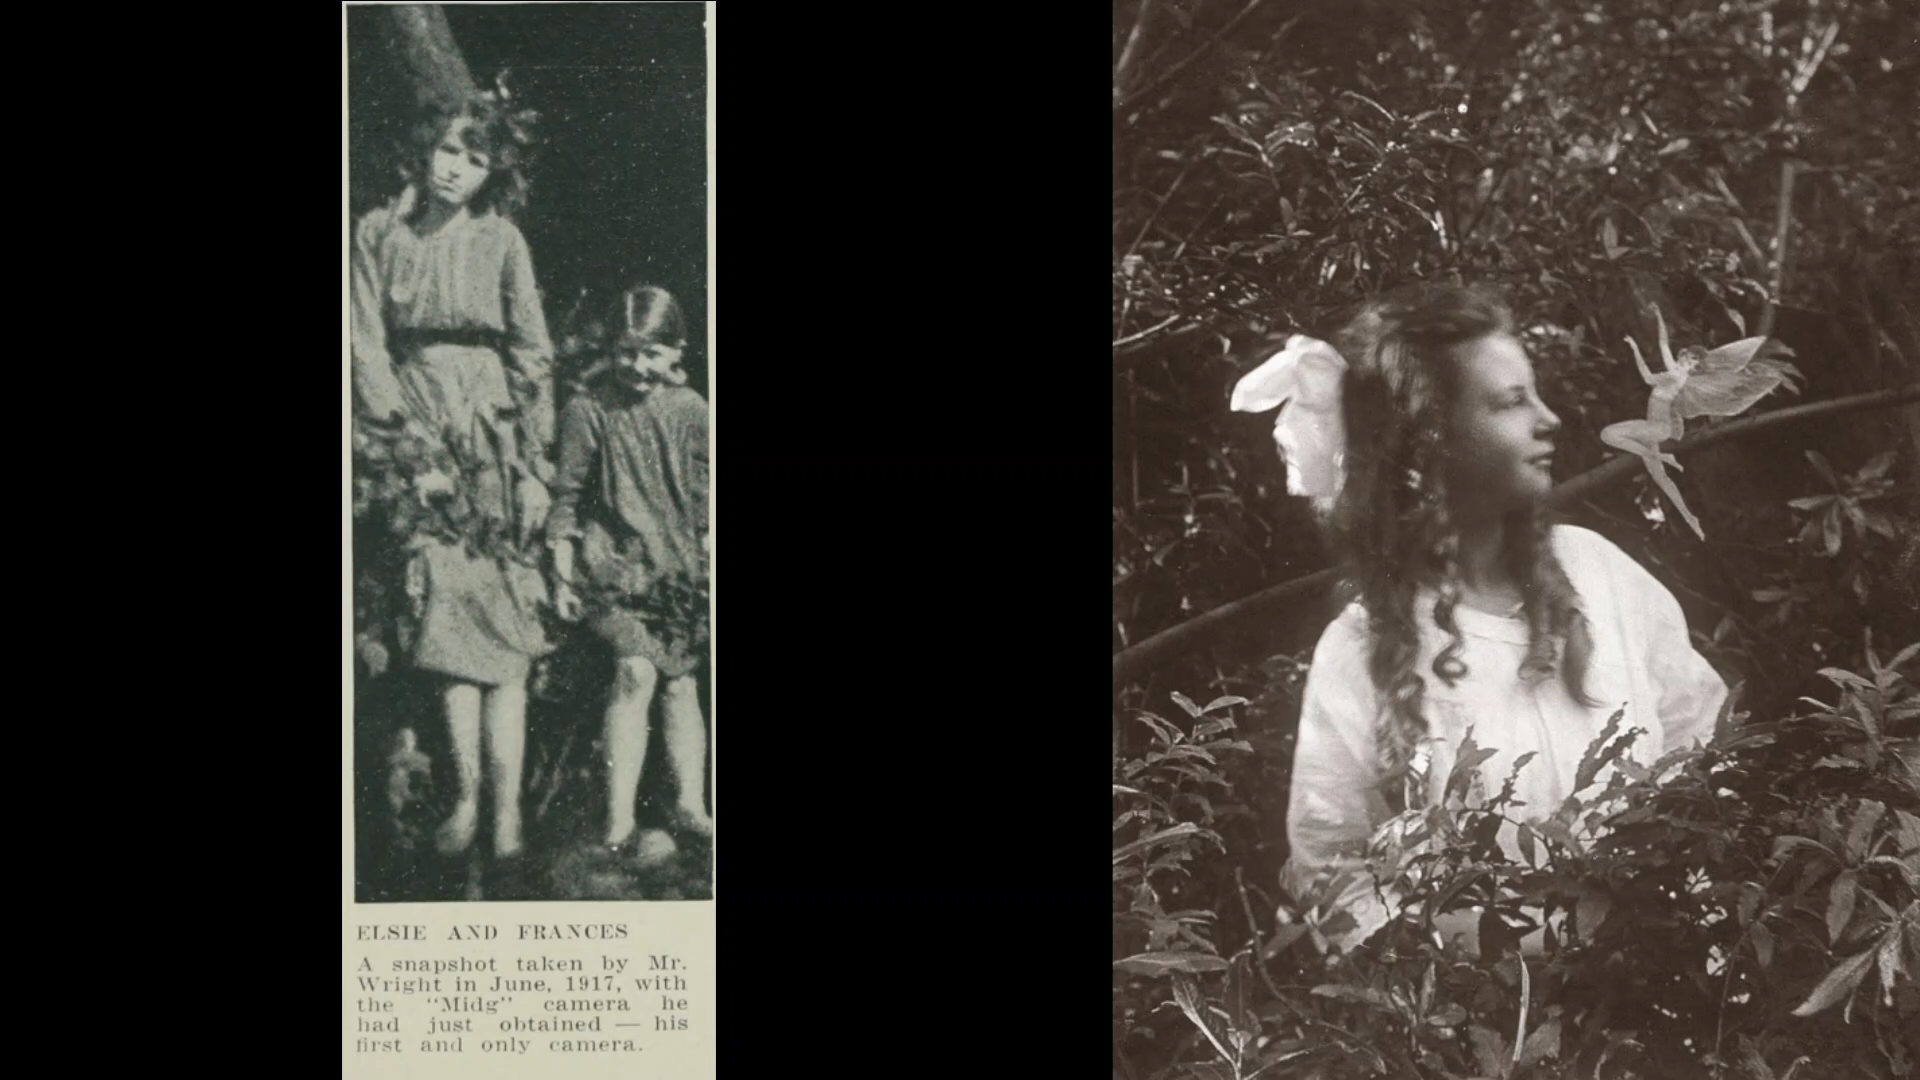 ELSIE AND FRANCES
A snapshot taken by Mr.
Wright in June, 1917, with
the "Midg" camera he
had just obtained — his
first and only camera.